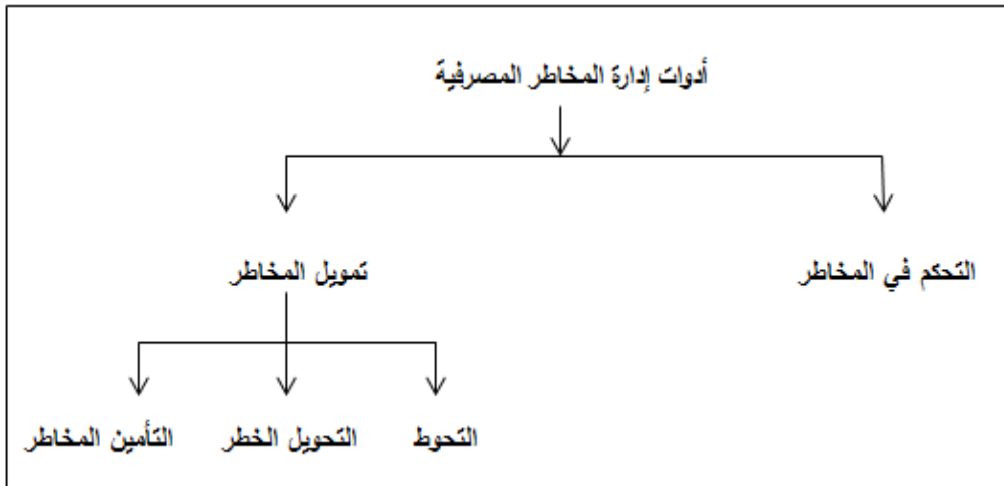 أدوات إدارة المخاطر المصرفية
التحكم في المخاطر
تمويل المخاطر
التحوط
التحويل الخطر
التأمين المخاطر